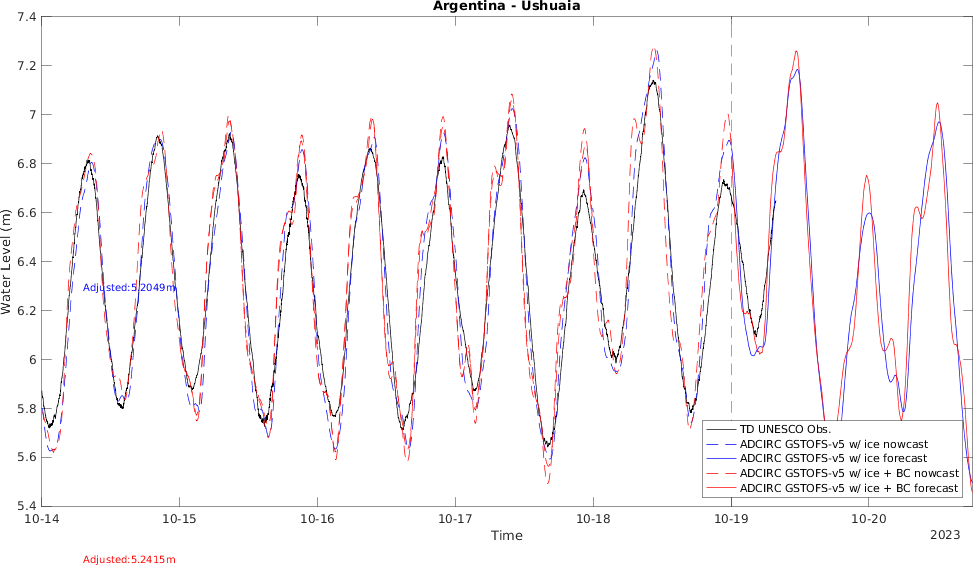 Argentina - Ushuaia
7.4
7.2
7
6.8
6.6
6.4
6.2
6
5.8
5.6
5.4
Water Level (m)
Adjusted:5.2049m
TD UNESCO Obs.
ADCIRC GSTOFS-v5 w/ ice nowcast
ADCIRC GSTOFS-v5 w/ ice forecast
ADCIRC GSTOFS-v5 w/ ice + BC nowcast
ADCIRC GSTOFS-v5 w/ ice + BC forecast
10-14 10-15 10-16 10-17 10-18 10-19 10-20
Time
2023
Adjusted:5.2415m